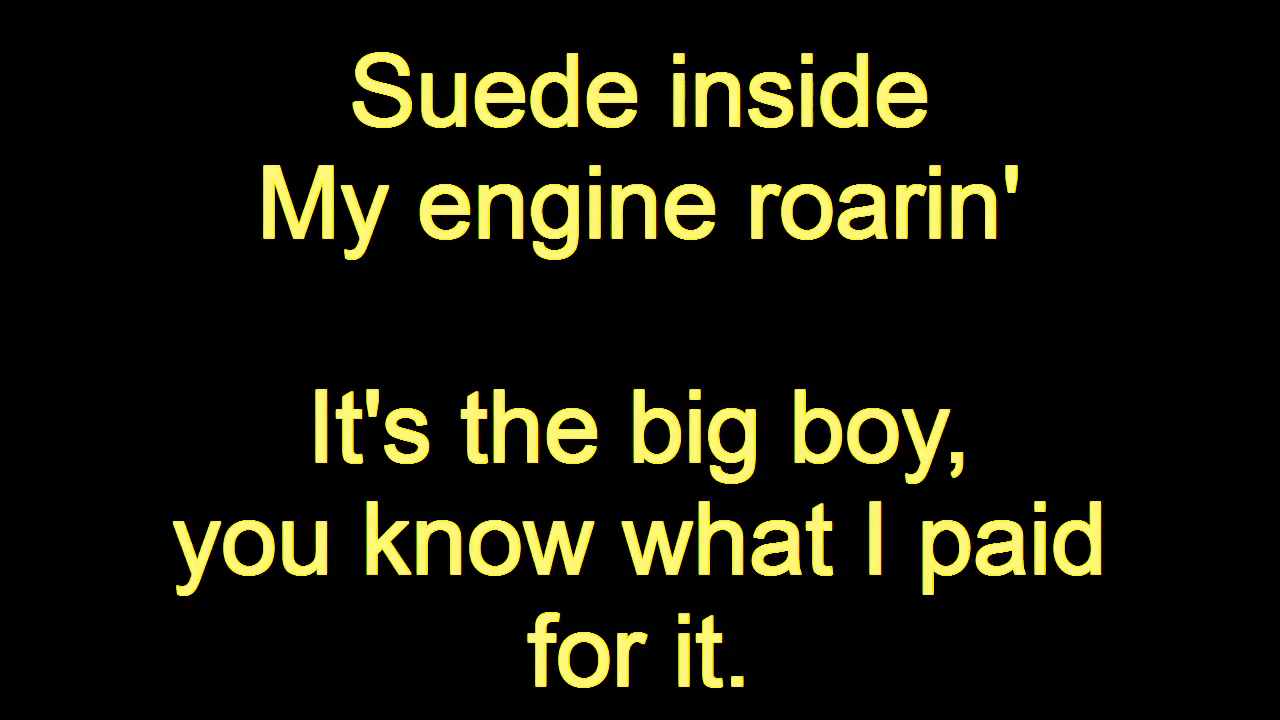 Suede inside
My engine roarin'
It's the big boy,
you know what I paid
for it.